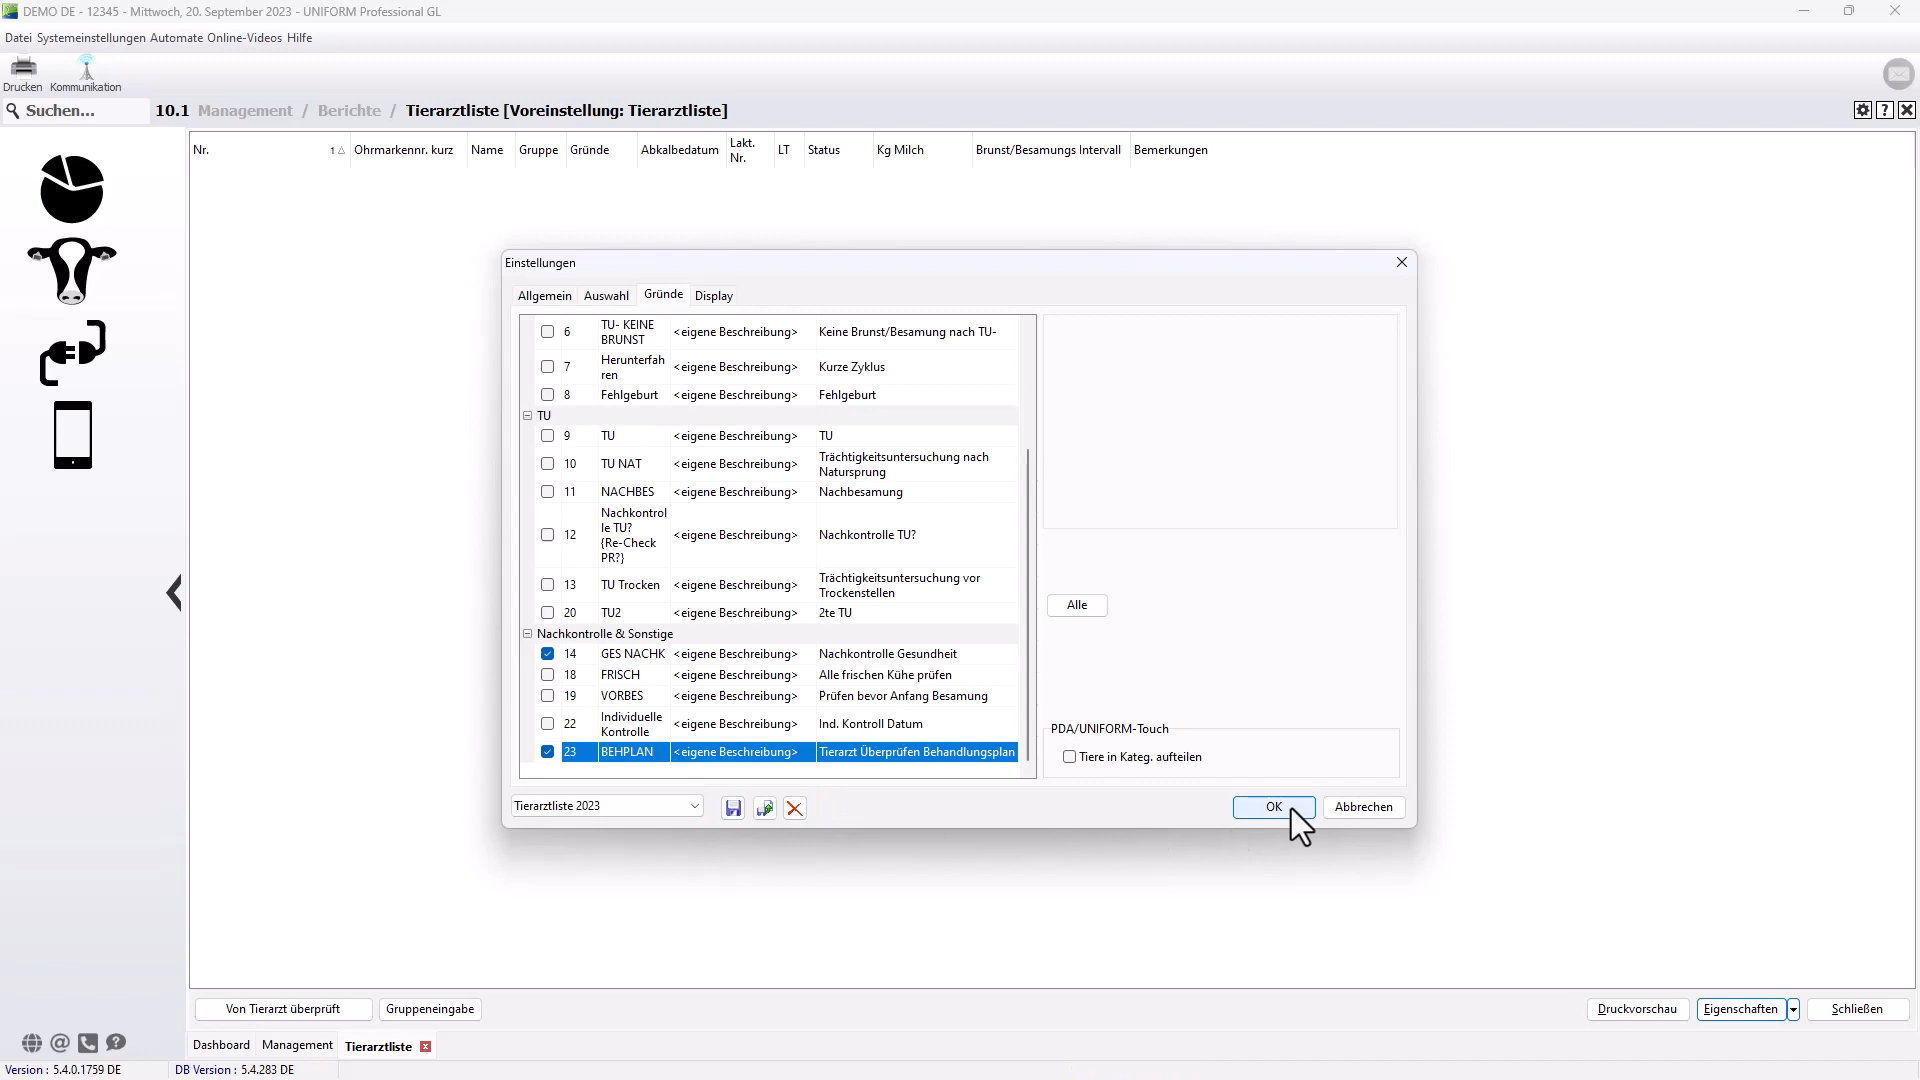 DEMO DE - 12345 - Mittwoch, 20. September 2023 - UNIFORM Professional GL
Datei Systemeinstellungen Automate Online-Videos Hilfe
Drucken Kommunikation
Suchen... 10.1 Management / Berichte / Tierarztliste [Voreinstellung: Tierarztliste]
Nr. 1 Ohrmarkennr. kurz Name Gruppe Gründe Abkalbedatum Lakt. Nr. LT Status Kg Milch Brunst/Besamungs Intervall Bemerkungen
Einstellungen
Allgemein Auswahl Gründe Display
6 TU- KEINE BRUNST <eigene Beschreibung> Keine Brunst/Besamung nach TU-
7 Herunterfah ren <eigene Beschreibung> Kurze Zyklus
8 Fehlgeburt <eigene Beschreibung> Fehlgeburt
TU
9 TU <eigene Beschreibung> TU
10 TU NAT <eigene Beschreibung> Trächtigkeitsuntersuchung nach Natursprung
11 NACHBES <eigene Beschreibung> Nachbesamung
12 Nachkontrol le TU? {Re-Check PR?} <eigene Beschreibung> Nachkontrolle TU?
13 TU Trocken <eigene Beschreibung> Trächtigkeitsuntersuchung vor Trockenstellen
20 TU2 <eigene Beschreibung> 2te TU
Nachkontrolle & Sonstige
14 GES NACHK <eigene Beschreibung> Nachkontrolle Gesundheit
18 FRISCH <eigene Beschreibung> Alle frischen Kühe prüfen
19 VORBES <eigene Beschreibung> Prüfen bevor Anfang Besamung
22 Individuelle Kontrolle <eigene Beschreibung> Ind. Kontroll Datum
23 BEHPLAN <eigene Beschreibung> Tierarzt Überprüfen Behandlungsplan
Alle
PDA/UNIFORM-Touch
Tiere in Kateg. aufteilen
Tierarztliste 2023
OK Abbrechen
Von Tierarzt überprüft Gruppeneingabe Druckvorschau Eigenschaften Schließen
Dashboard Management Tierarztliste
Version : 5.4.0.1759 DE DB Version : 5.4.283 DE